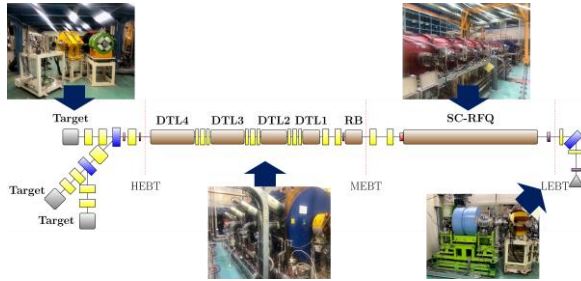 Target
DTL4
DTL3
DTL2
DTL1
RB
SC-RFQ
Target
Target
HEBT
MEBT
LEBT